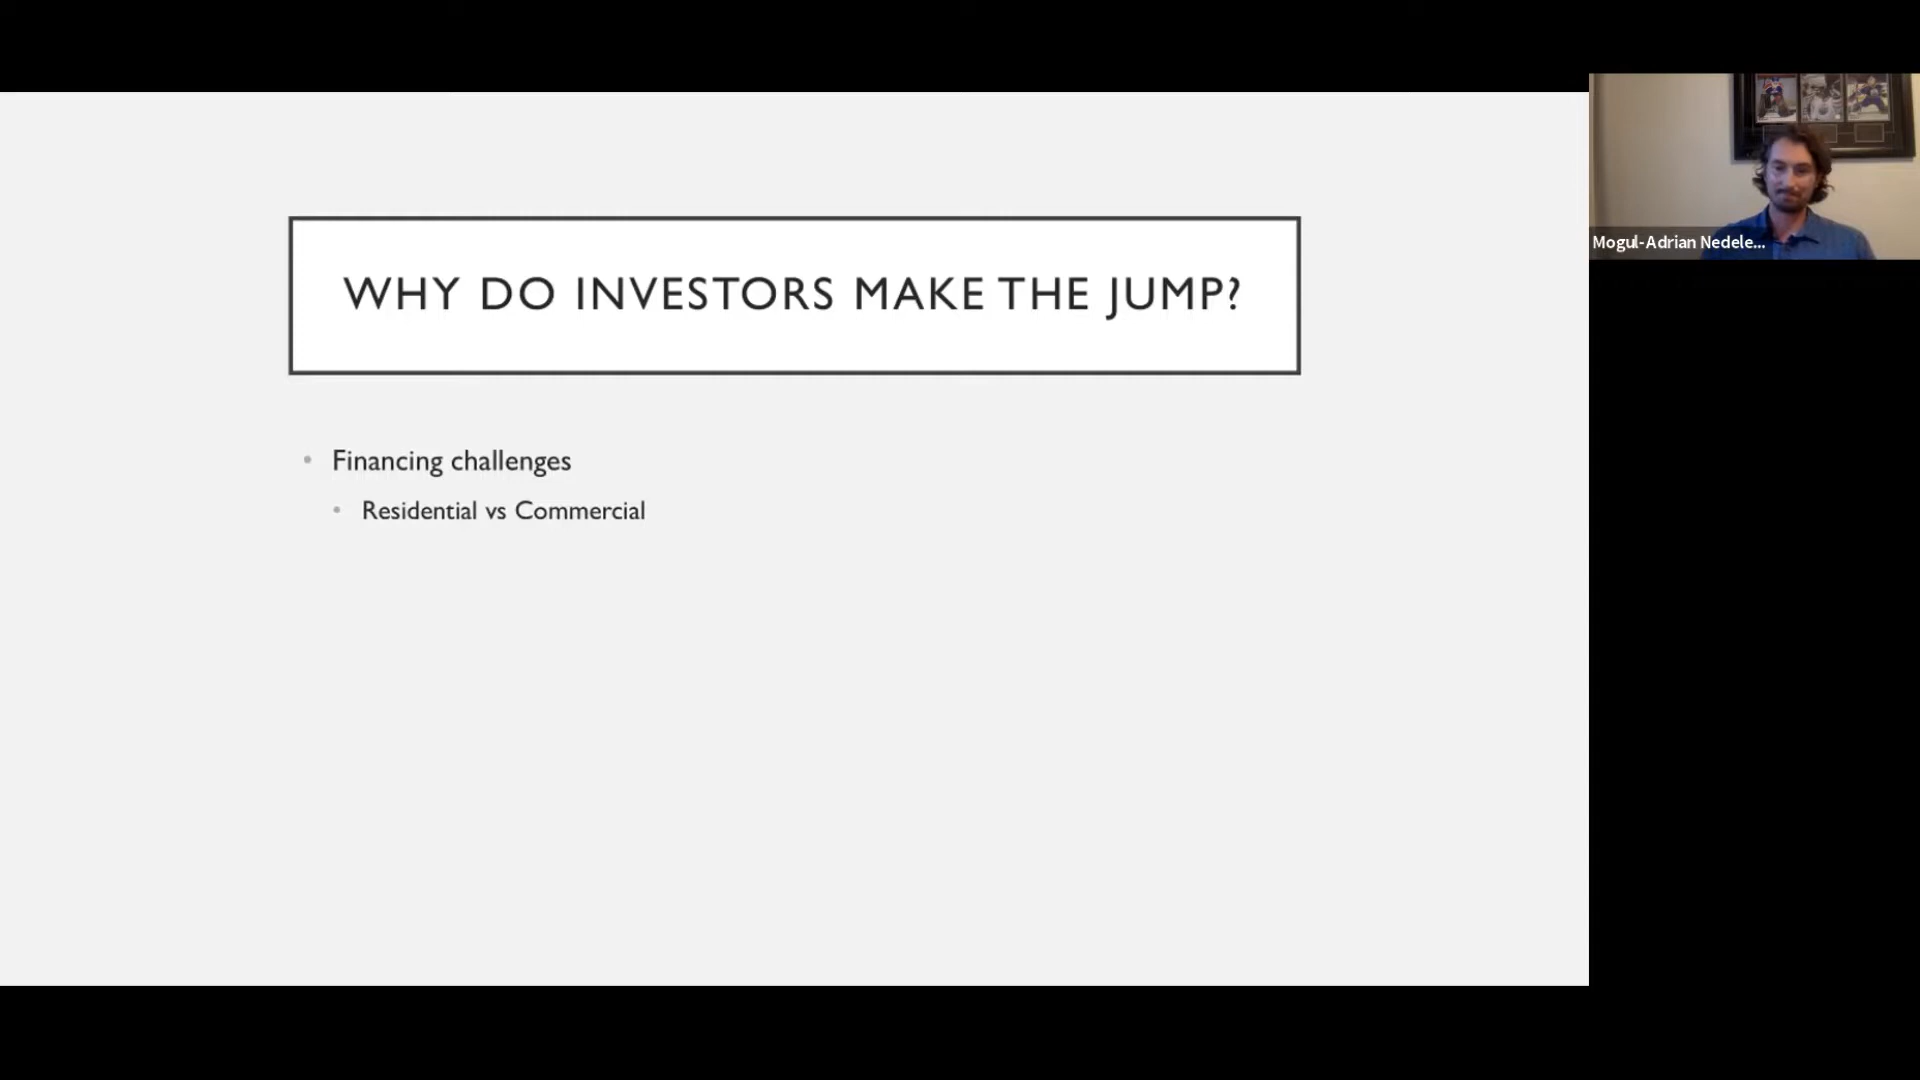 WHY DO INVESTORS MAKE THE JUMP?
• Financing challenges
• Residential vs Commercial
Mogul-Adrian Nedele...